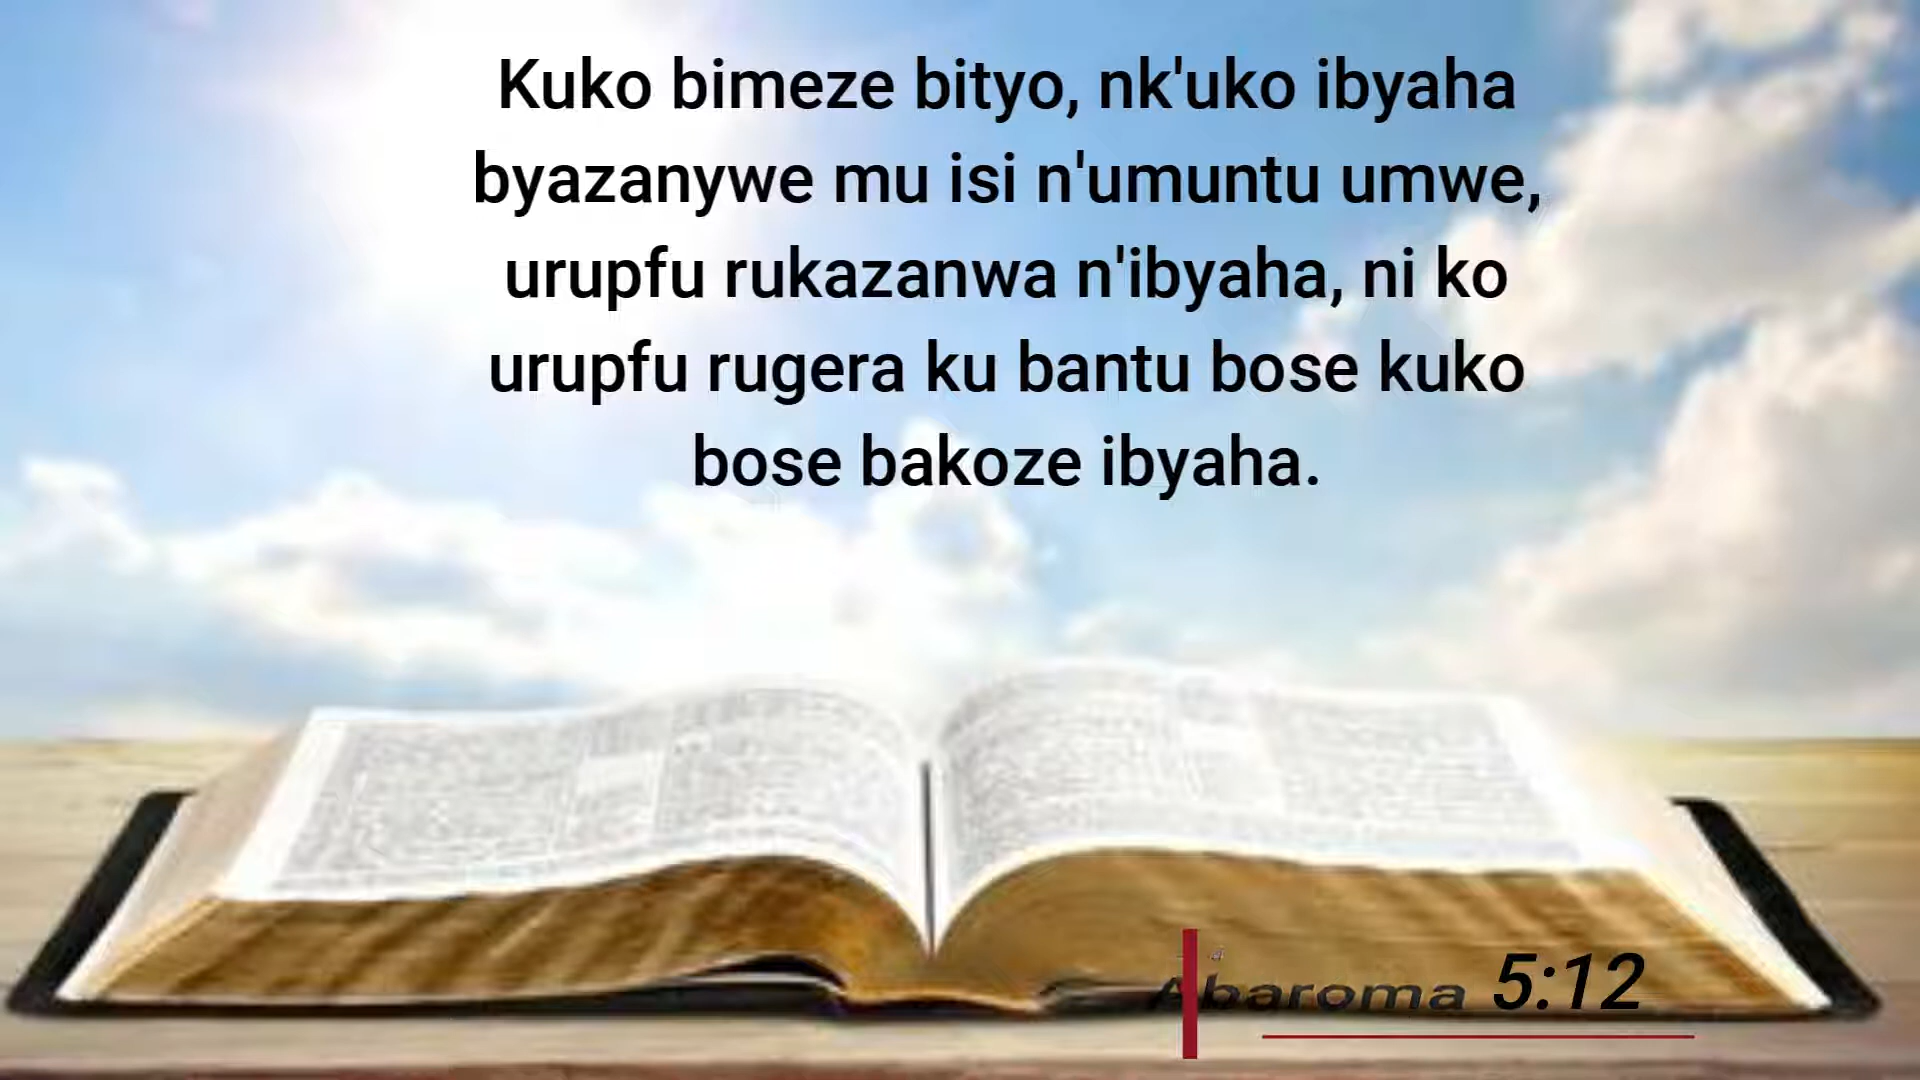 Kuko bimeze bityo, nk'uko ibyaha
byazanywe mu isi n'umuntu umwe,
urupfu rukazanwa n'ibyaha, ni ko
urupfu rugera ku bantu bose kuko
bose bakoze ibyaha.
Abaroma 5:12